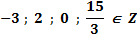 -3 ; 2 ; 0 ; 15/3 ∈ Z